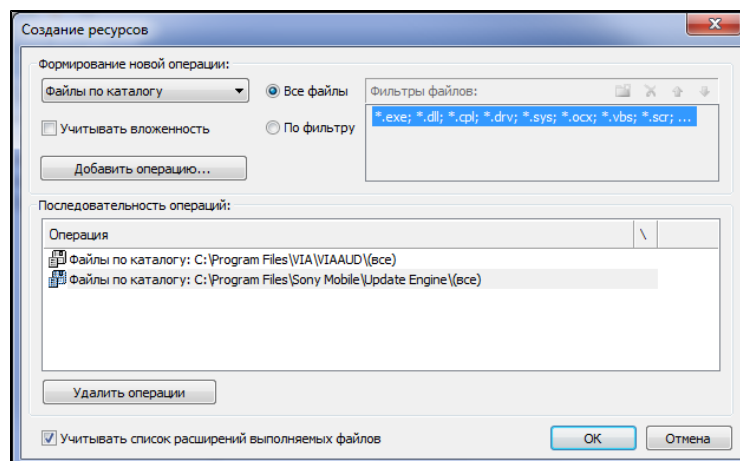 Создание ресурсов
Формирование новой операции:
Файлы по каталогу
Все файлы
Фильтры файлов:
*.exe; *.dll; *.cpl; *.drv; *.sys; *.ocx; *.vbs; *.scr; ...
Учитывать вложенность
По фильтру
Добавить операцию...
Последовательность операций:
Операция \
Файлы по каталогу: C:\Program Files\VIA\VIAAUD\(все)
Файлы по каталогу: C:\Program Files\Sony Mobile\Update Engine\(все)
Удалить операции
Учитывать список расширений выполняемых файлов
OK
Отмена